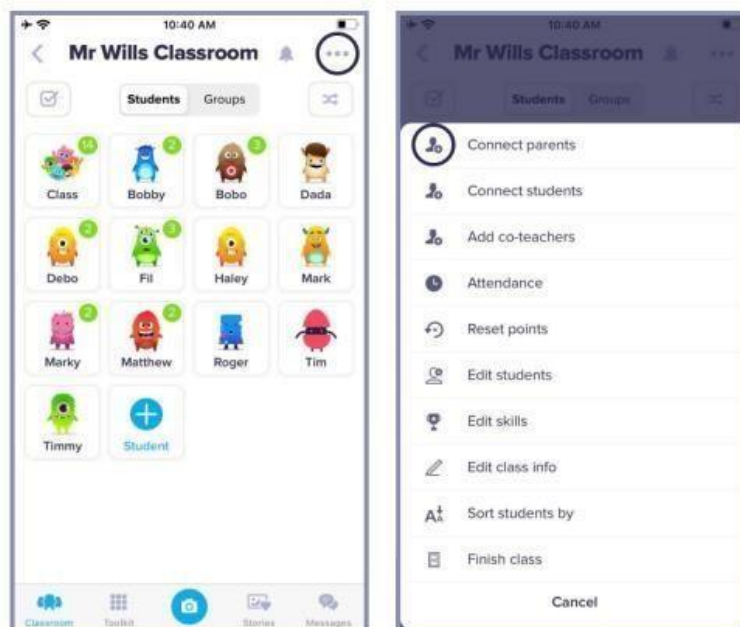 10:40 AM
Mr Wills Classroom
Students Groups
14 2 3
Class Bobby Bobo Dada
2 3
Debo Fil Haley Mark
2 2
Marky Matthew Roger Tim
Timmy Student
Classroom Toolkit Stories Messages
10:40 AM
Mr Wills Classroom
Students Groups
Connect parents
Connect students
Add co-teachers
Attendance
Reset points
Edit students
Edit skills
Edit class info
Sort students by
Finish class
Cancel